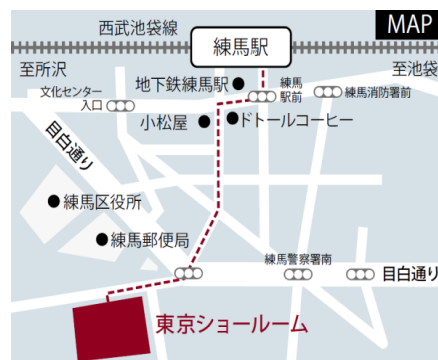 MAP
西武池袋線
練馬駅
至所沢
至池袋
地下鉄練馬駅
練馬
駅前
練馬消防署前
文化センター
入口
小松屋
ドトールコーヒー
目白通り
練馬区役所
練馬郵便局
練馬警察署南
目白通り
東京ショールーム